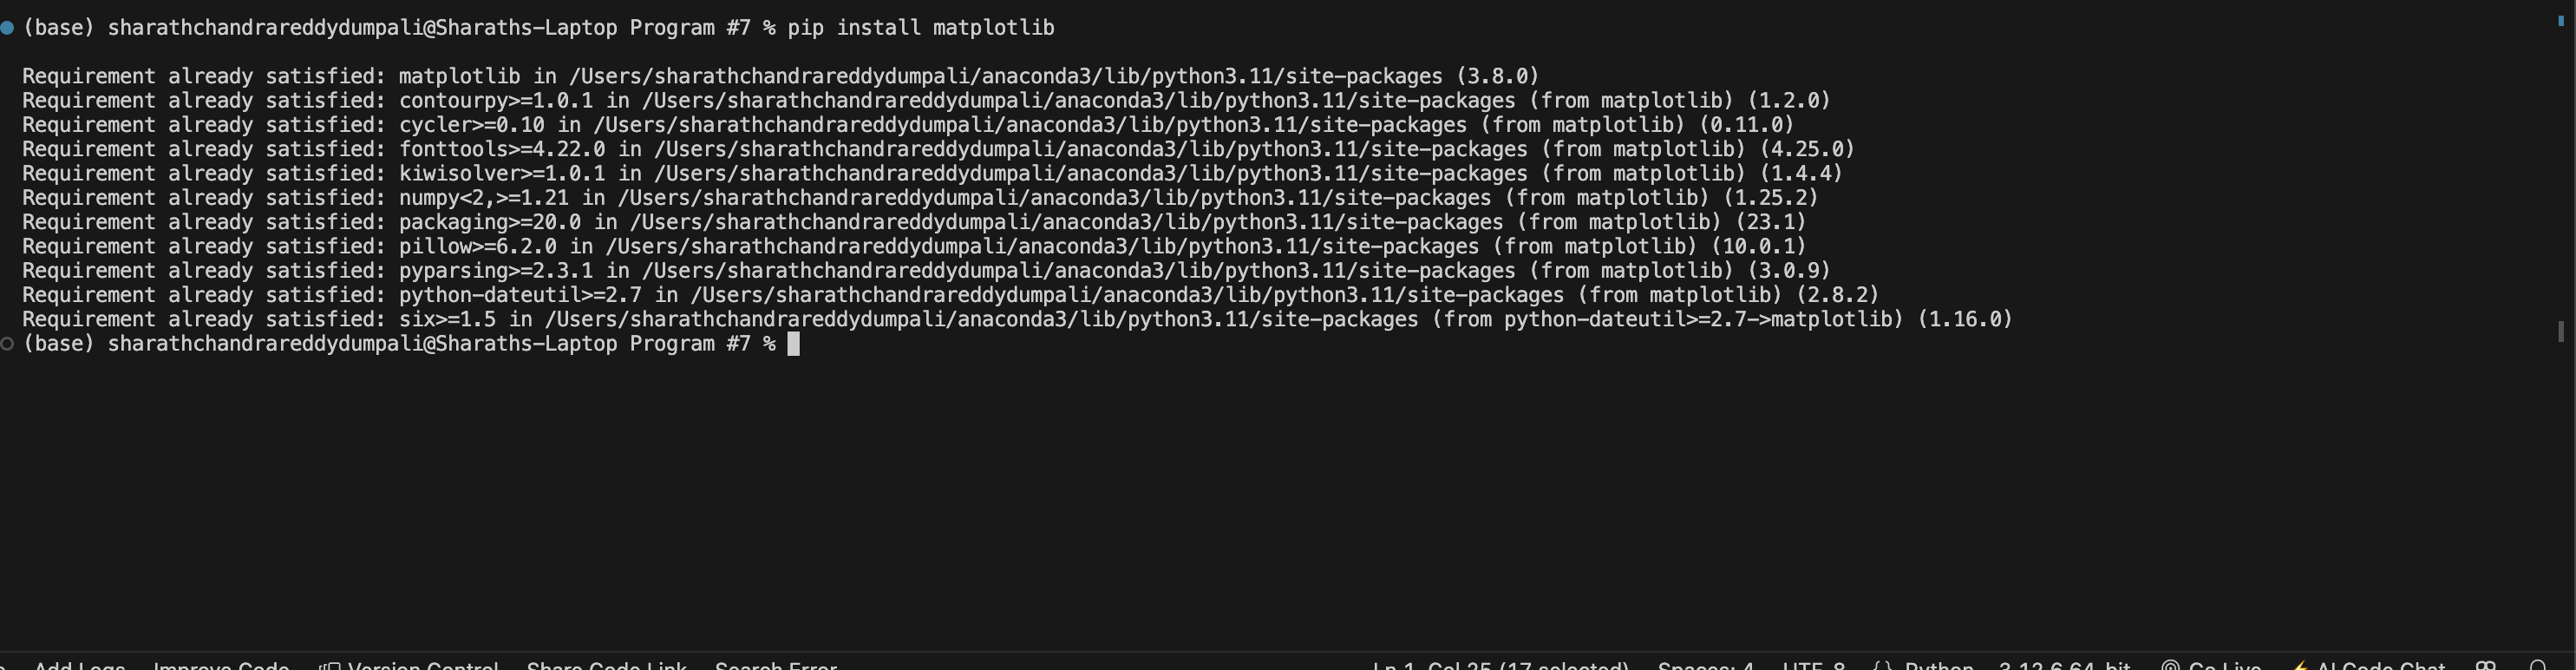 (base) sharathchandrareddydumpali@Sharaths-Laptop Program #7 % pip install matplotlib
Requirement already satisfied: matplotlib in /Users/sharathchandrareddydumpali/anaconda3/lib/python3.11/site-packages (3.8.0)
Requirement already satisfied: contourpy>=1.0.1 in /Users/sharathchandrareddydumpali/anaconda3/lib/python3.11/site-packages (from matplotlib) (1.2.0)
Requirement already satisfied: cycler>=0.10 in /Users/sharathchandrareddydumpali/anaconda3/lib/python3.11/site-packages (from matplotlib) (0.11.0)
Requirement already satisfied: fonttools>=4.22.0 in /Users/sharathchandrareddydumpali/anaconda3/lib/python3.11/site-packages (from matplotlib) (4.25.0)
Requirement already satisfied: kiwisolver>=1.0.1 in /Users/sharathchandrareddydumpali/anaconda3/lib/python3.11/site-packages (from matplotlib) (1.4.4)
Requirement already satisfied: numpy<2,>=1.21 in /Users/sharathchandrareddydumpali/anaconda3/lib/python3.11/site-packages (from matplotlib) (1.25.2)
Requirement already satisfied: packaging>=20.0 in /Users/sharathchandrareddydumpali/anaconda3/lib/python3.11/site-packages (from matplotlib) (23.1)
Requirement already satisfied: pillow>=6.2.0 in /Users/sharathchandrareddydumpali/anaconda3/lib/python3.11/site-packages (from matplotlib) (10.0.1)
Requirement already satisfied: pyparsing>=2.3.1 in /Users/sharathchandrareddydumpali/anaconda3/lib/python3.11/site-packages (from matplotlib) (3.0.9)
Requirement already satisfied: python-dateutil>=2.7 in /Users/sharathchandrareddydumpali/anaconda3/lib/python3.11/site-packages (from matplotlib) (2.8.2)
Requirement already satisfied: six>=1.5 in /Users/sharathchandrareddydumpali/anaconda3/lib/python3.11/site-packages (from python-dateutil>=2.7->matplotlib) (1.16.0)
(base) sharathchandrareddydumpali@Sharaths-Laptop Program #7 %
Add Logs Improve Code Version Control Share Code Link Search Error Ln 1, Col 25 (17 selected) Spaces: 4 UTF-8 {} Python 3.12.6 64-bit Go Live AI Code Chat